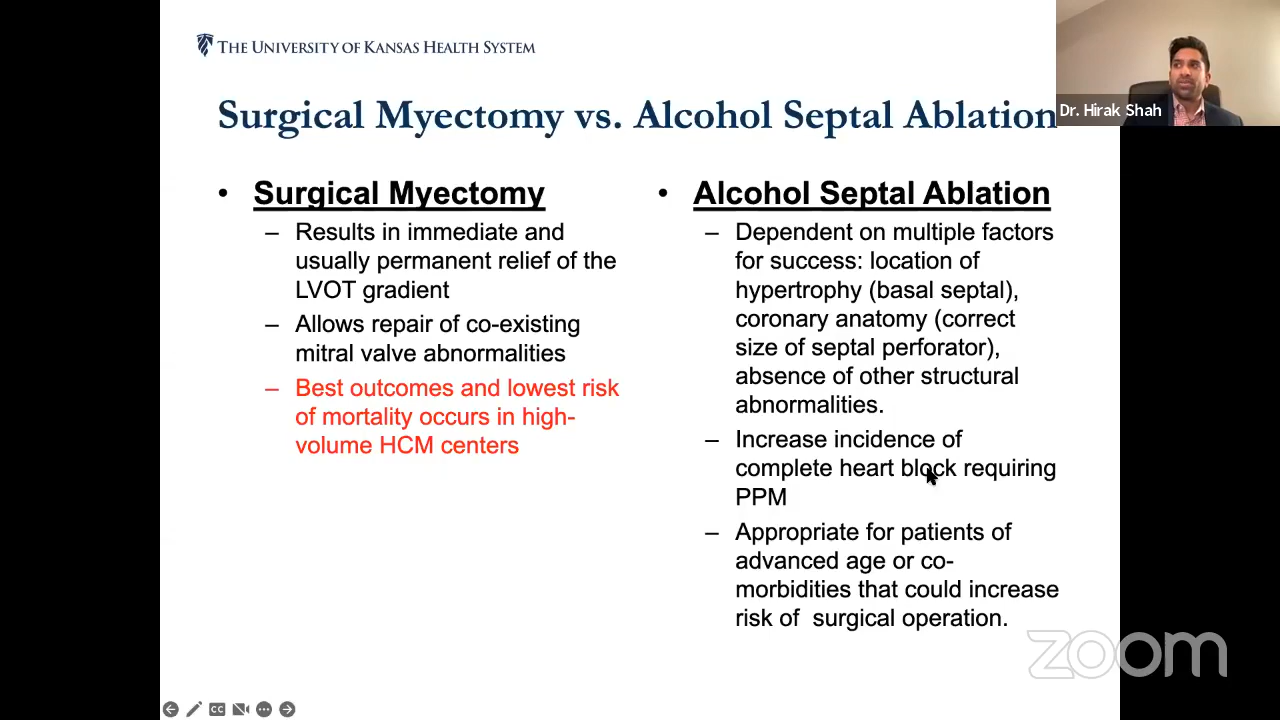 THE UNIVERSITY OF KANSAS HEALTH SYSTEM
Dr. Hirak Shah
Surgical Myectomy vs. Alcohol Septal Ablation
• Surgical Myectomy
– Results in immediate and
usually permanent relief of the
LVOT gradient
– Allows repair of co-existing
mitral valve abnormalities
– Best outcomes and lowest risk
of mortality occurs in high-
volume HCM centers
• Alcohol Septal Ablation
– Dependent on multiple factors
for success: location of
hypertrophy (basal septal),
coronary anatomy (correct
size of septal perforator),
absence of other structural
abnormalities.
– Increase incidence of
complete heart block requiring
PPM
– Appropriate for patients of
advanced age or co-
morbidities that could increase
risk of  surgical operation.
zoom
CC